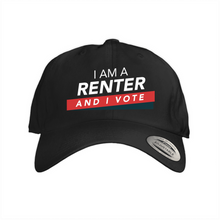 I AM A
RENTER
AND I VOTE